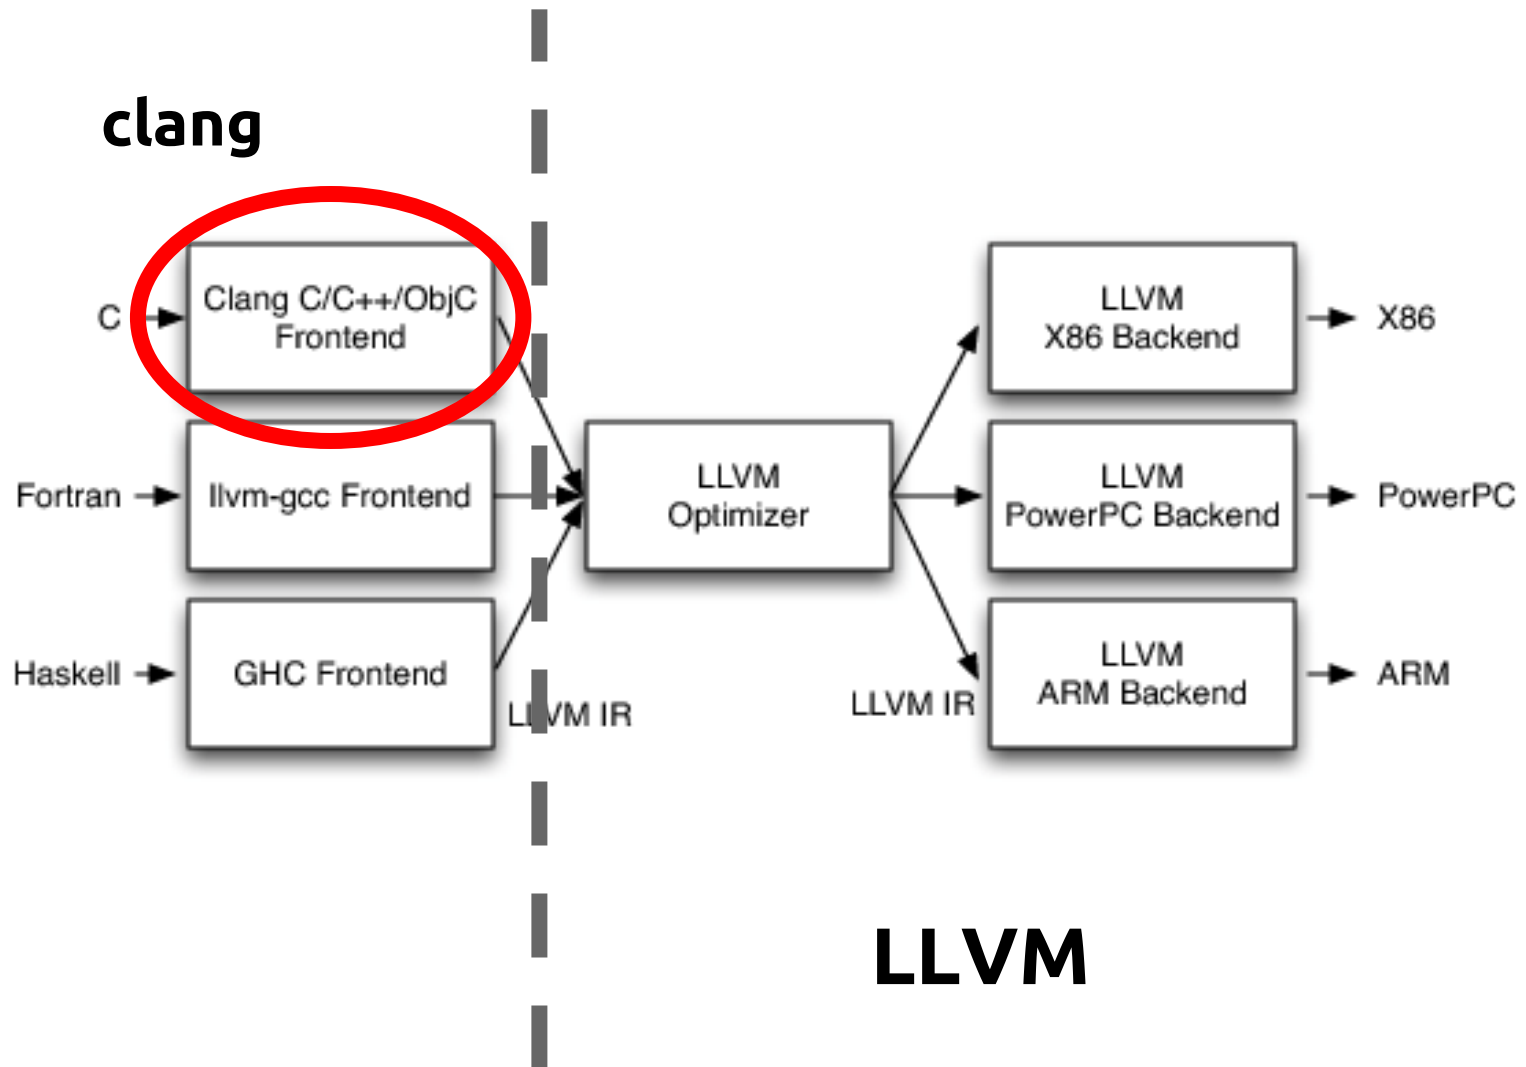 clang
C
Clang C/C++/ObjC
Frontend
LLVM
X86 Backend
X86
Fortran
llvm-gcc Frontend
LLVM
Optimizer
LLVM
PowerPC Backend
PowerPC
Haskell
GHC Frontend
LLVM IR
LLVM IR
LLVM
ARM Backend
ARM
LLVM